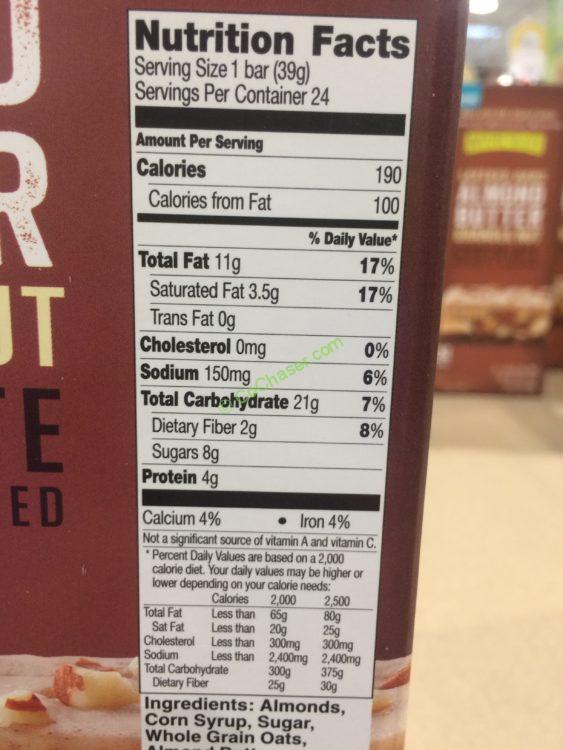 Nutrition Facts
Serving Size 1 bar (39g)
Servings Per Container 24
Amount Per Serving
Calories 190
Calories from Fat 100
% Daily Value*
Total Fat 11g 17%
Saturated Fat 3.5g 17%
Trans Fat 0g
Cholesterol 0mg 0%
Sodium 150mg 6%
Total Carbohydrate 21g 7%
Dietary Fiber 2g 8%
Sugars 8g
Protein 4g
Calcium 4% • Iron 4%
Not a significant source of vitamin A and vitamin C.
* Percent Daily Values are based on a 2,000
calorie diet. Your daily values may be higher or
lower depending on your calorie needs:
Calories 2,000 2,500
Total Fat Less than 65g 80g
Sat Fat Less than 20g 25g
Cholesterol Less than 300mg 300mg
Sodium Less than 2,400mg 2,400mg
Total Carbohydrate 300g 375g
Dietary Fiber 25g 30g
Ingredients: Almonds,
Corn Syrup, Sugar,
Whole Grain Oats,
R
UT
E
ED
ALMOND
BUTTER